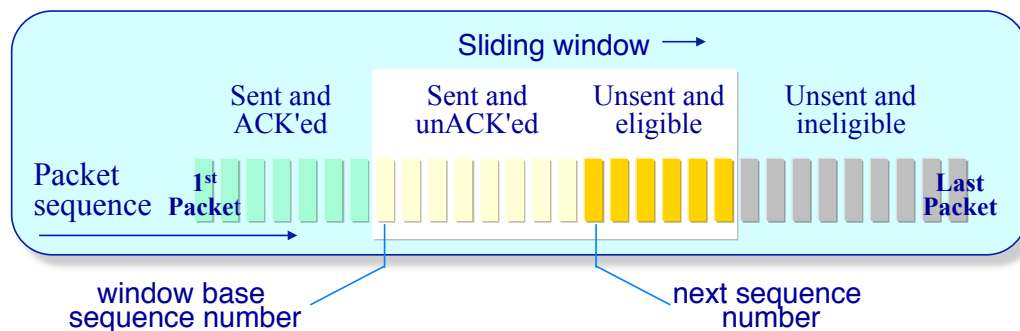 Sliding window
Sent and
ACK'ed
Sent and
unACK'ed
Unsent and
eligible
Unsent and
ineligible
Packet
sequence
1st
Packet
Last
Packet
window base
sequence number
next sequence
number